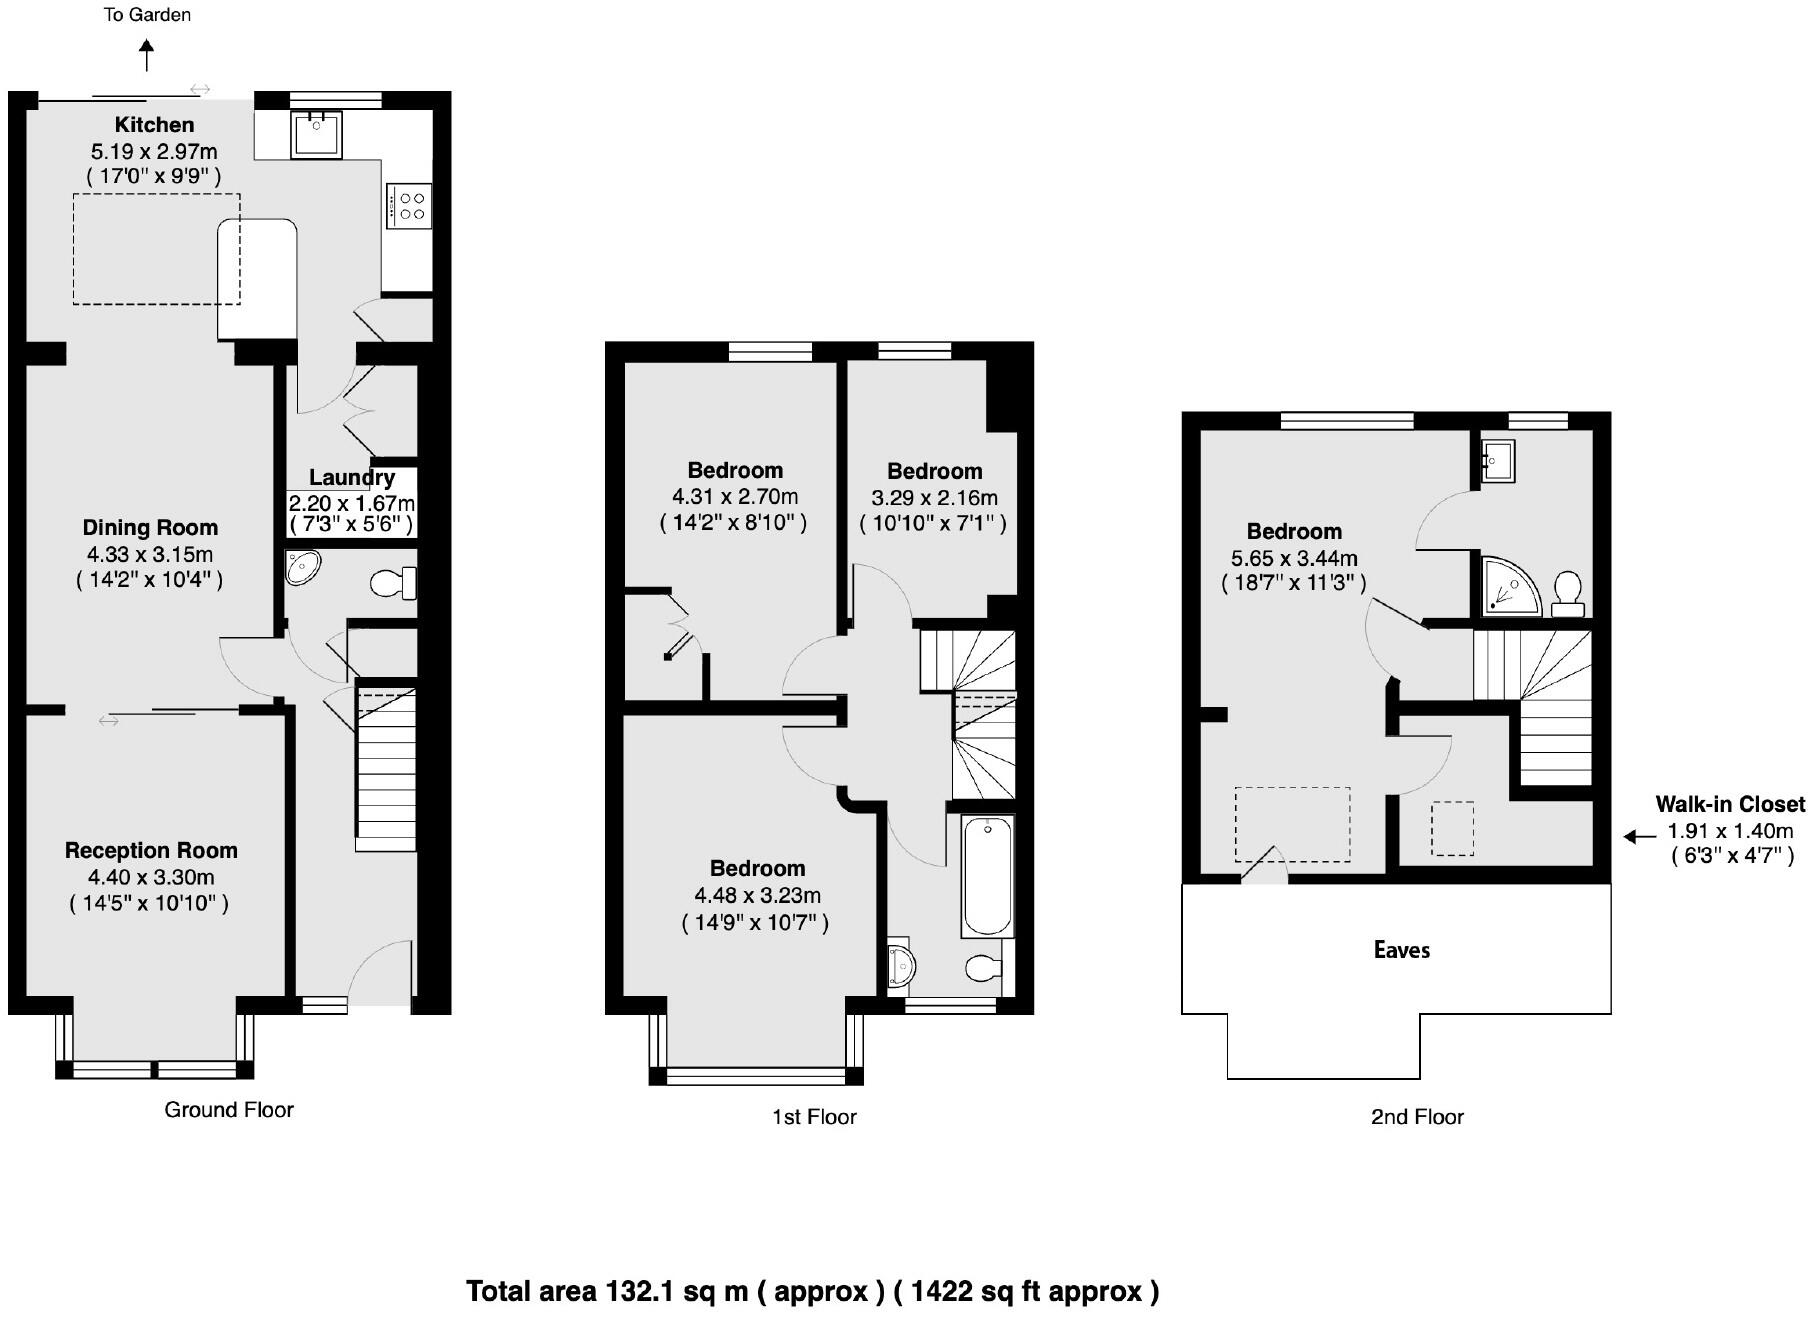 To Garden
Kitchen
5.19 x 2.97m
( 17'0" x 9'9" )
Laundry
2.20 x 1.67m
( 7'3" x 5'6" )
Dining Room
4.33 x 3.15m
( 14'2" x 10'4" )
Reception Room
4.40 x 3.30m
( 14'5" x 10'10" )
Ground Floor
Bedroom
4.31 x 2.70m
( 14'2" x 8'10" )
Bedroom
3.29 x 2.16m
( 10'10" x 7'1" )
Bedroom
4.48 x 3.23m
( 14'9" x 10'7" )
1st Floor
Bedroom
5.65 x 3.44m
( 18'7" x 11'3" )
Walk-in Closet
1.91 x 1.40m
( 6'3" x 4'7" )
Eaves
2nd Floor
Total area 132.1 sq m ( approx ) ( 1422 sq ft approx )